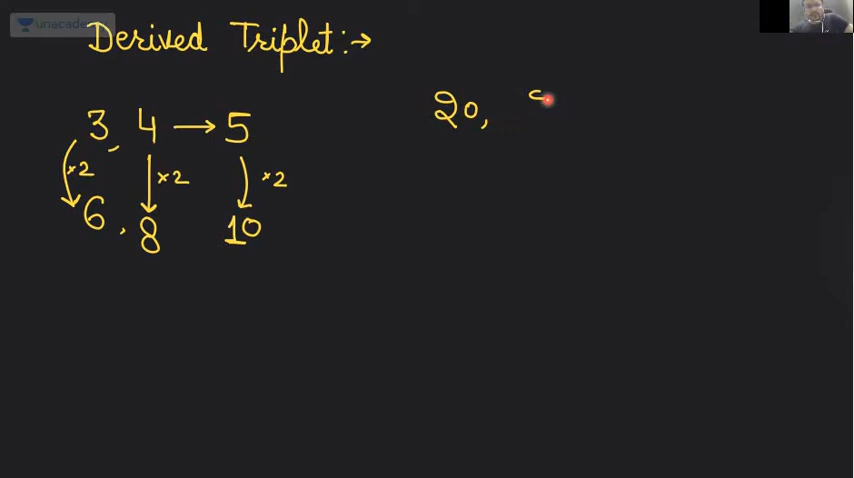 unacademy
Derived Triplet:→
3, 4 → 5
×2 ×2 ×2
6, 8 10
20,